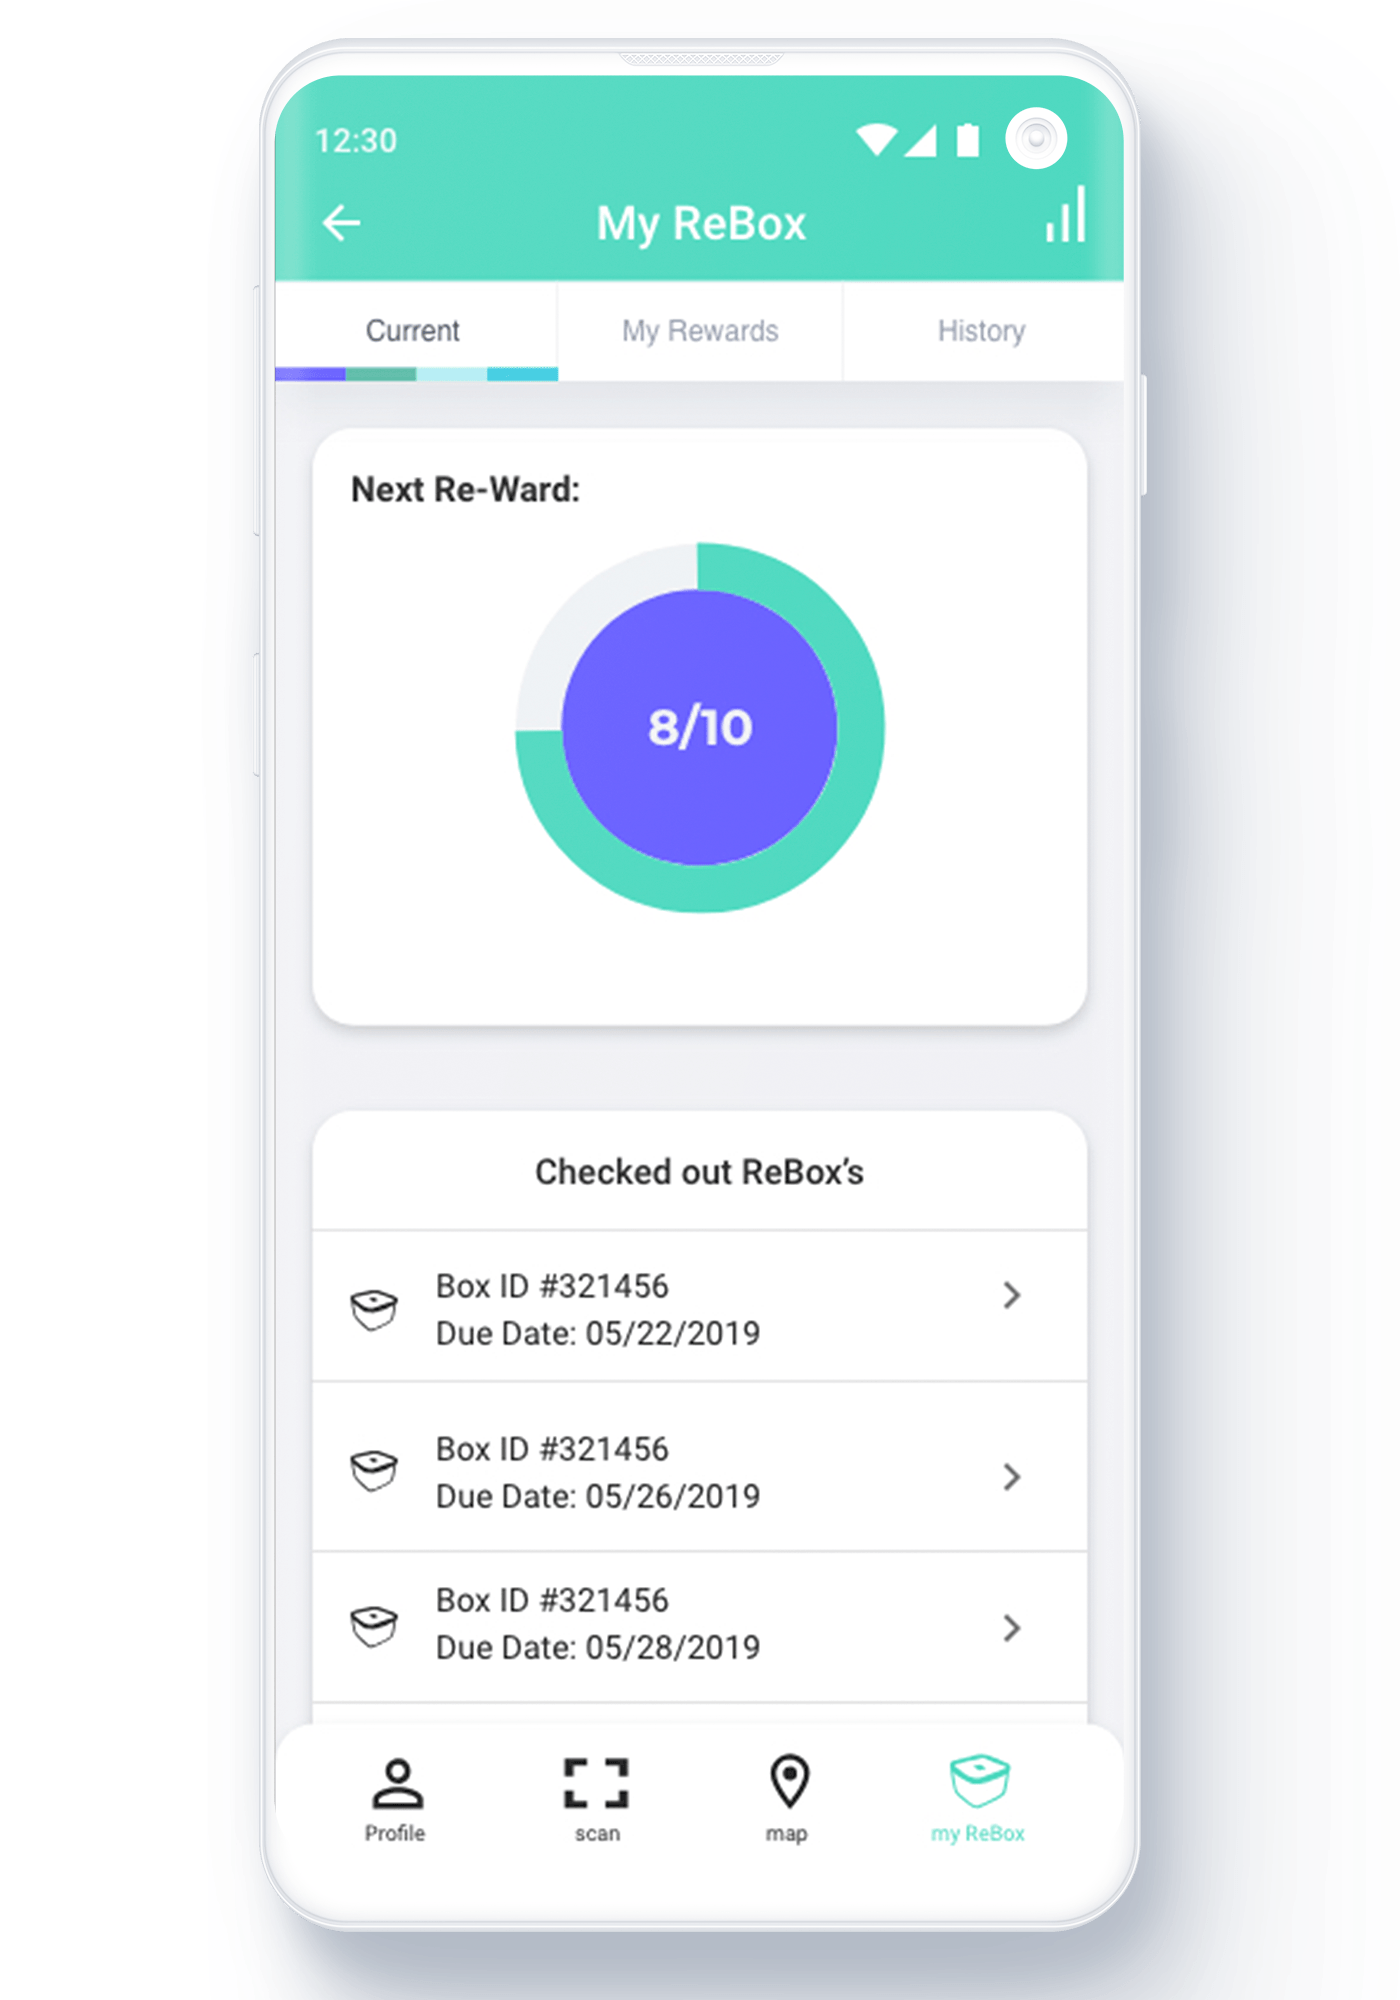 12:30
My ReBox
Current
My Rewards
History
Next Re-Ward:
8/10
Checked out ReBox’s
Box ID #321456
Due Date: 05/22/2019
Box ID #321456
Due Date: 05/26/2019
Box ID #321456
Due Date: 05/28/2019
Profile
scan
map
my ReBox